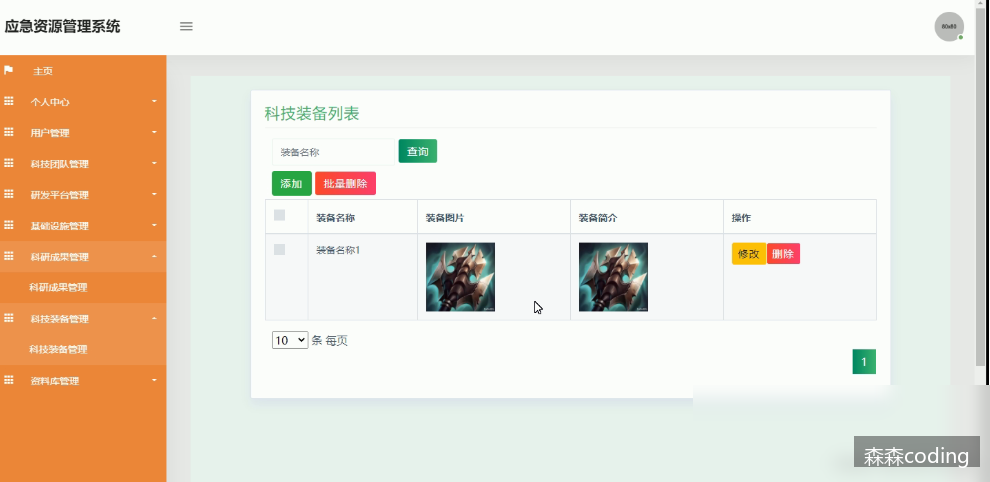 应急资源管理系统
60x60
主页
个人中心
用户管理
科技团队管理
研发平台管理
基础设施管理
科研成果管理
科研成果管理
科技装备管理
科技装备管理
资料库管理
科技装备列表
装备名称
查询
添加
批量删除
装备名称 装备图片 装备简介 操作
装备名称1 修改 删除
10 条 每页
1
森森coding